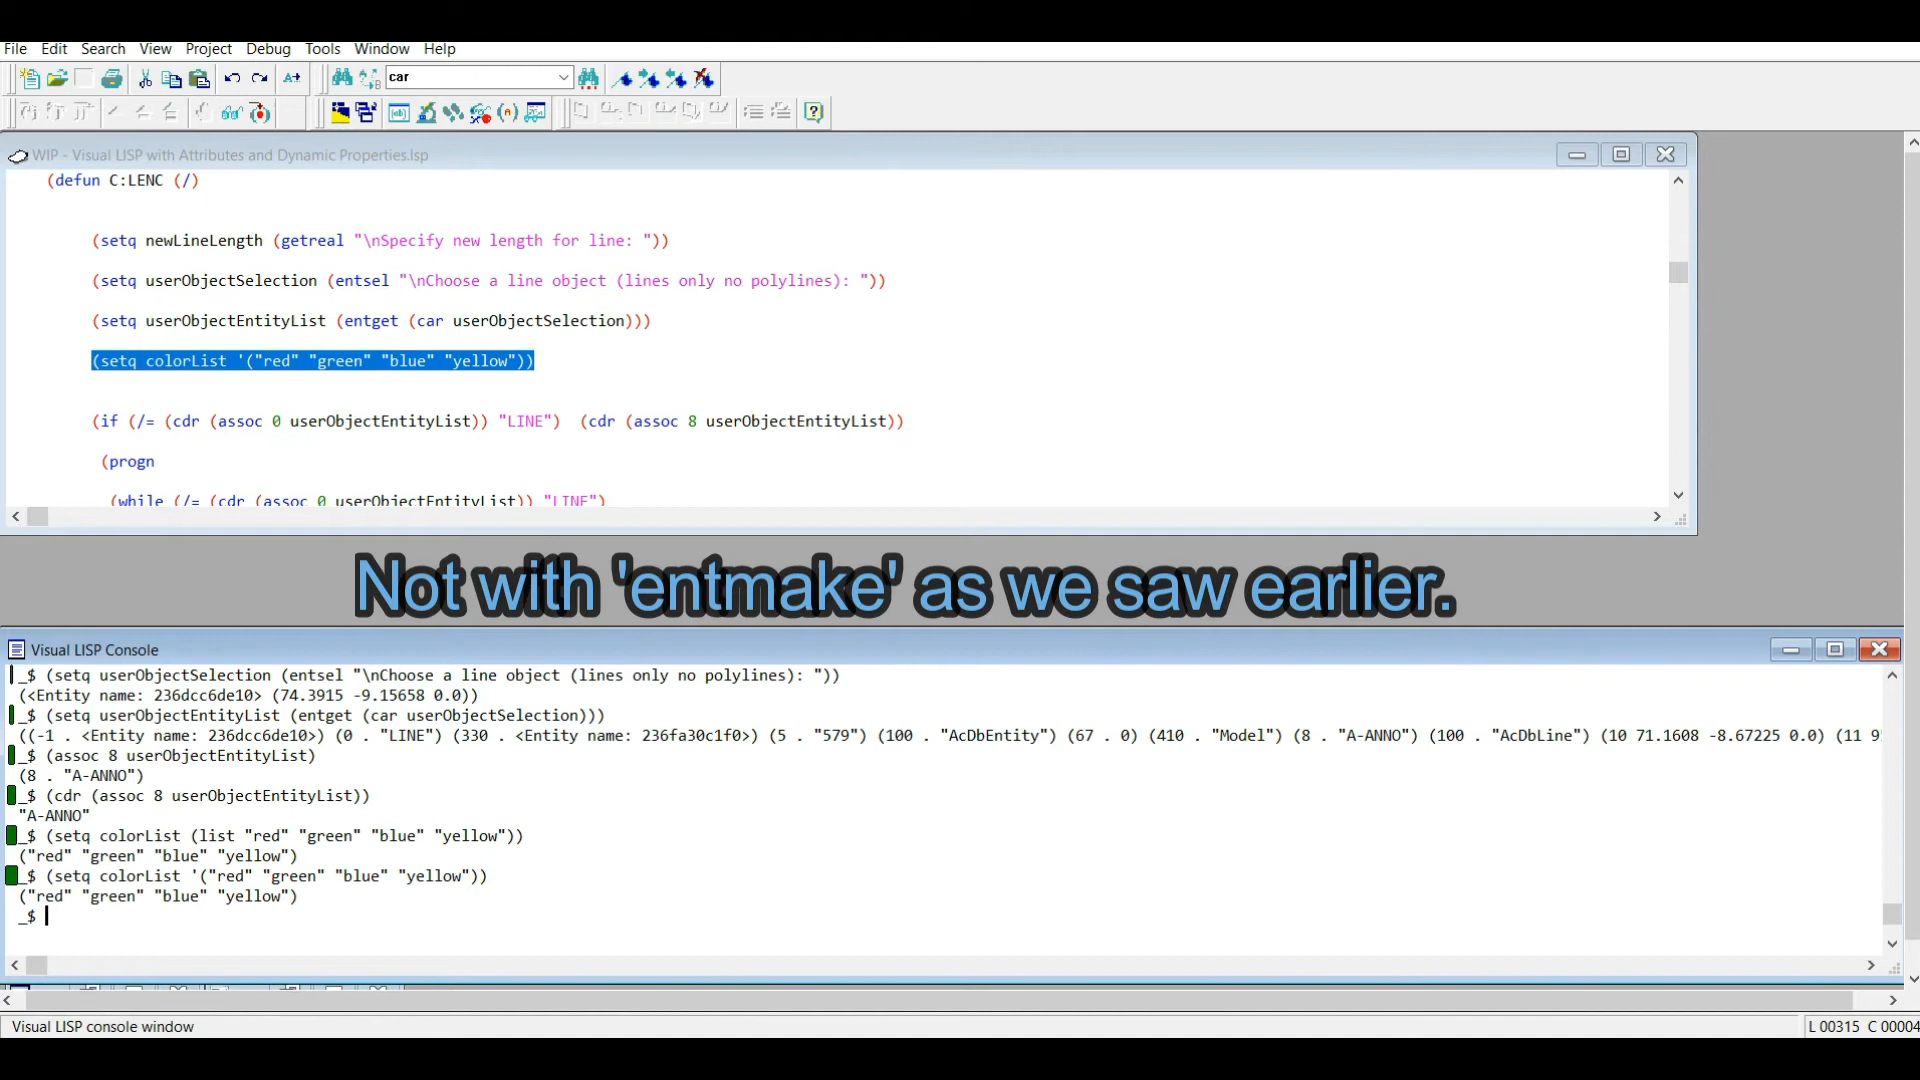 File Edit Search View Project Debug Tools Window Help
car
WIP - Visual LISP with Attributes and Dynamic Properties.lsp
(defun C:LENC (/)
(setq newLineLength (getreal "\nSpecify new length for line: "))
(setq userObjectSelection (entsel "\nChoose a line object (lines only no polylines): "))
(setq userObjectEntityList (entget (car userObjectSelection)))
(setq colorList '("red" "green" "blue" "yellow"))
(if (/= (cdr (assoc 0 userObjectEntityList)) "LINE")  (cdr (assoc 8 userObjectEntityList))
(progn
(while (/= (cdr (assoc 0 userObjectEntityList)) "LINE")
Not with 'entmake' as we saw earlier.
Visual LISP Console
_$ (setq userObjectSelection (entsel "\nChoose a line object (lines only no polylines): "))
(<Entity name: 236dcc6de10> (74.3915 -9.15658 0.0))
_$ (setq userObjectEntityList (entget (car userObjectSelection)))
((-1 . <Entity name: 236dcc6de10>) (0 . "LINE") (330 . <Entity name: 236fa30c1f0>) (5 . "579") (100 . "AcDbEntity") (67 . 0) (410 . "Model") (8 . "A-ANNO") (100 . "AcDbLine") (10 71.1608 -8.67225 0.0) (11 9
_$ (assoc 8 userObjectEntityList)
(8 . "A-ANNO")
_$ (cdr (assoc 8 userObjectEntityList))
"A-ANNO"
_$ (setq colorList (list "red" "green" "blue" "yellow"))
("red" "green" "blue" "yellow")
_$ (setq colorList '("red" "green" "blue" "yellow"))
("red" "green" "blue" "yellow")
_$
Visual LISP console window
L 00315 C 00004